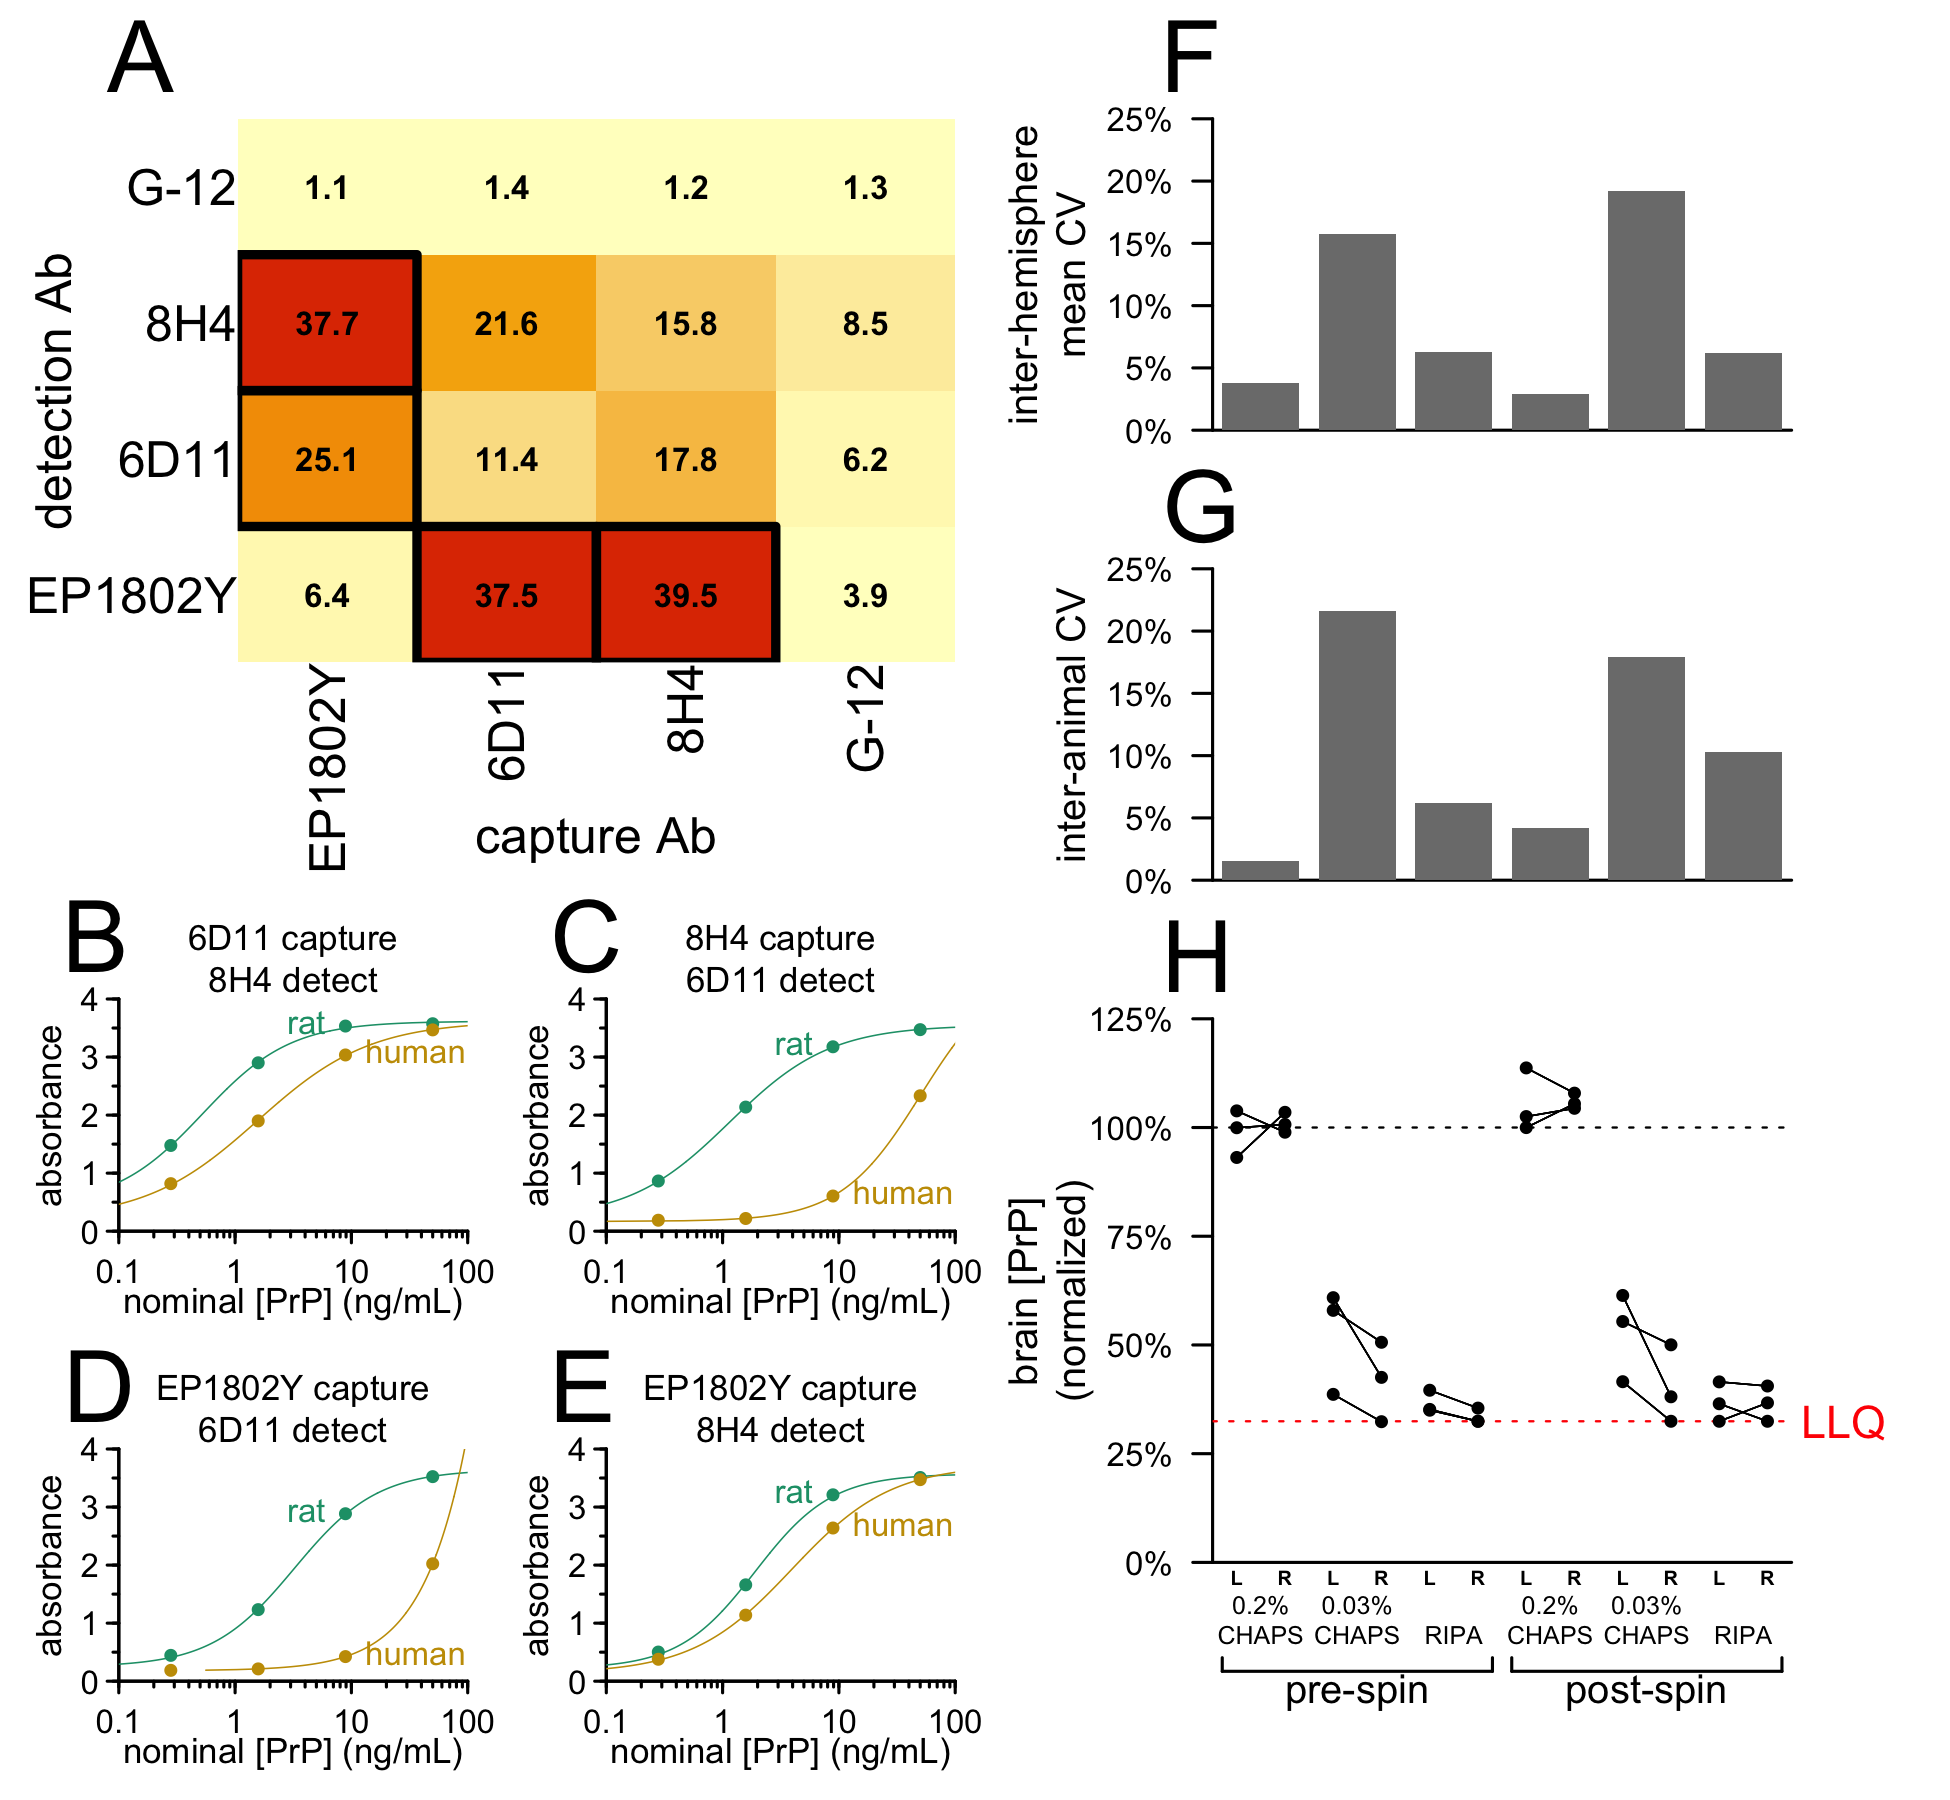 A
G-12
8H4
6D11
EP1802Y
detection Ab
1.1 1.4 1.2 1.3
37.7 21.6 15.8 8.5
25.1 11.4 17.8 6.2
6.4 37.5 39.5 3.9
EP1802Y
6D11
8H4
G-12
capture Ab
B
6D11 capture
8H4 detect
absorbance
4
3
2
1
0
rat
human
0.1 1 10 100
nominal [PrP] (ng/mL)
C
8H4 capture
6D11 detect
absorbance
4
3
2
1
0
rat
human
0.1 1 10 100
nominal [PrP] (ng/mL)
D
EP1802Y capture
6D11 detect
absorbance
4
3
2
1
0
rat
human
0.1 1 10 100
nominal [PrP] (ng/mL)
E
EP1802Y capture
8H4 detect
absorbance
4
3
2
1
0
rat
human
0.1 1 10 100
nominal [PrP] (ng/mL)
F
inter-hemisphere
mean CV
25%
20%
15%
10%
5%
0%
G
inter-animal CV
25%
20%
15%
10%
5%
0%
H
brain [PrP]
(normalized)
125%
100%
75%
50%
25%
0%
LLQ
L R L R L R L R L R L R
0.2% 0.03% 0.2% 0.03%
CHAPS CHAPS RIPA CHAPS CHAPS RIPA
pre-spin post-spin